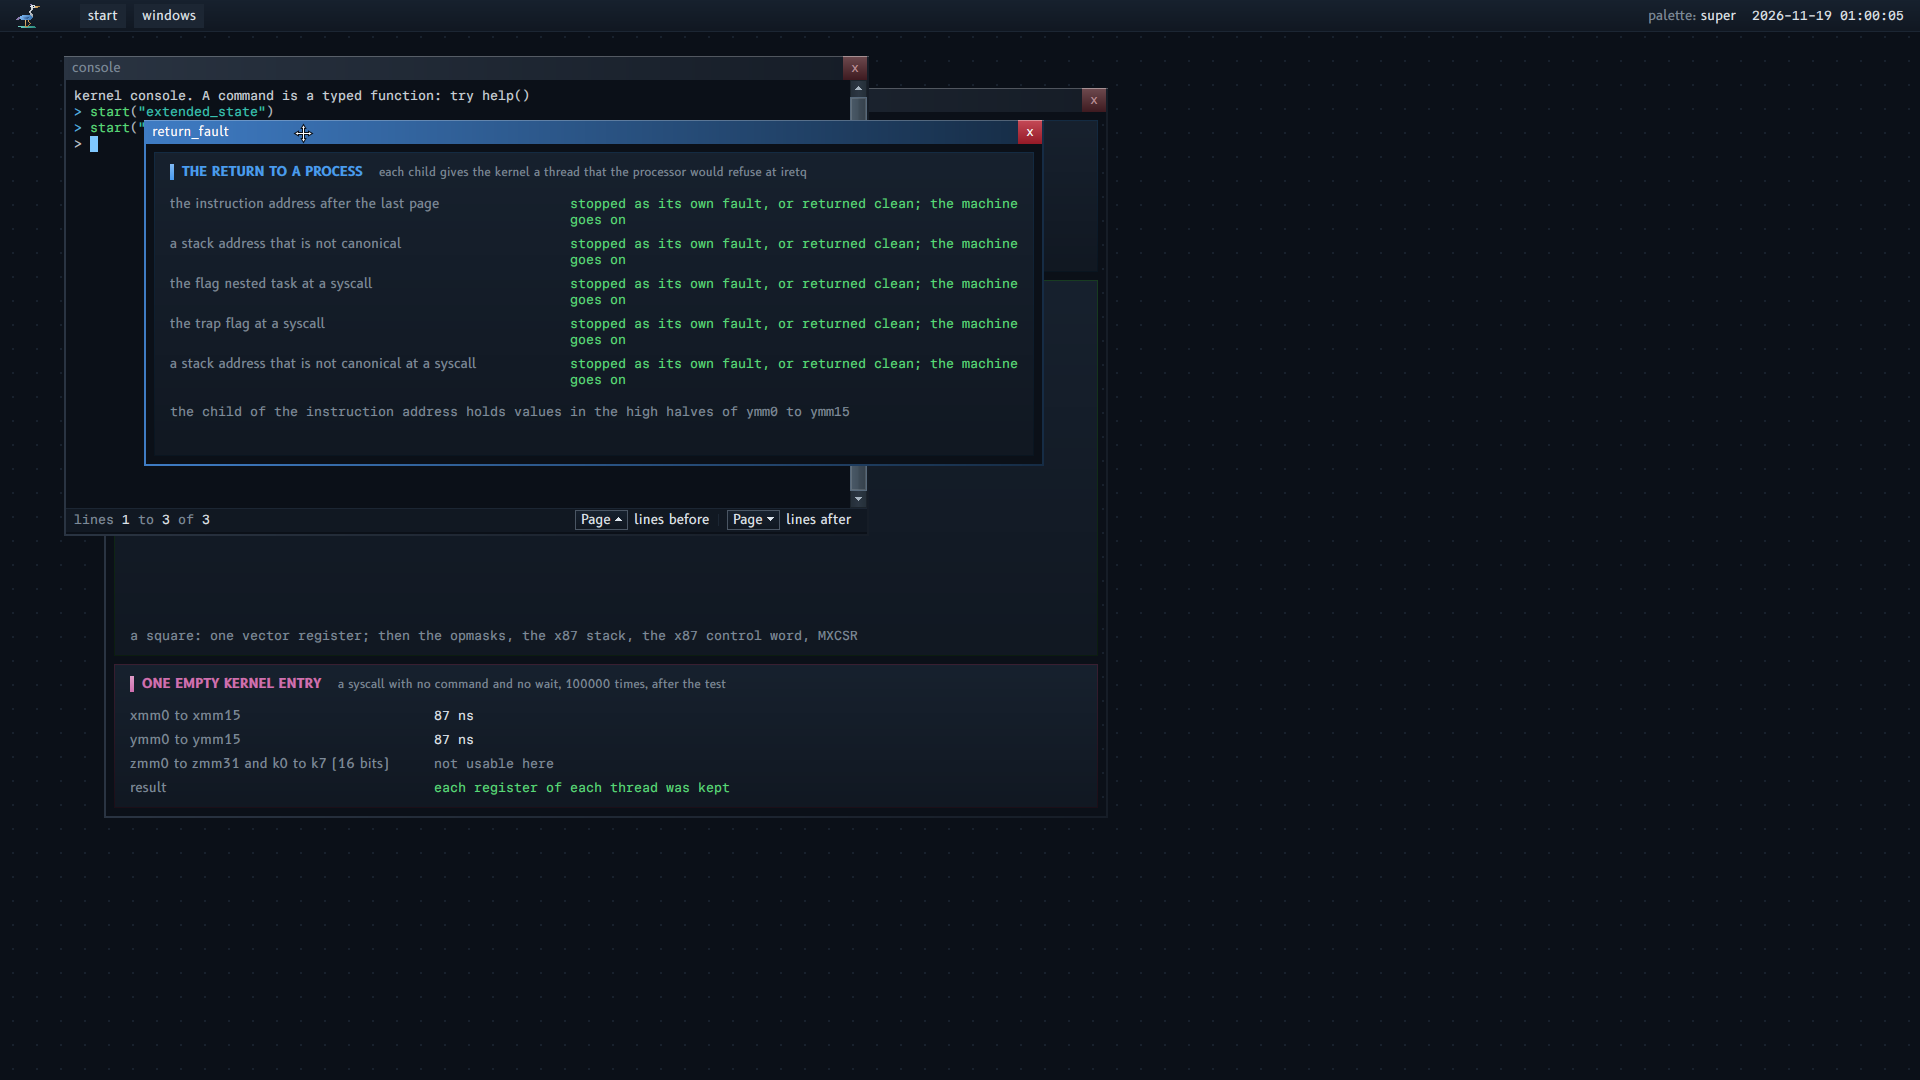 start windows palette: super 2026-11-19 01:00:05
console x
kernel console. A command is a typed function: try help()
> start("extended_state")
> start("
>
x
return_fault x
THE RETURN TO A PROCESS each child gives the kernel a thread that the processor would refuse at iretq
the instruction address after the last page stopped as its own fault, or returned clean; the machine
goes on
a stack address that is not canonical stopped as its own fault, or returned clean; the machine
goes on
the flag nested task at a syscall stopped as its own fault, or returned clean; the machine
goes on
the trap flag at a syscall stopped as its own fault, or returned clean; the machine
goes on
a stack address that is not canonical at a syscall stopped as its own fault, or returned clean; the machine
goes on
the child of the instruction address holds values in the high halves of ymm0 to ymm15
lines 1 to 3 of 3 Page lines before Page lines after
a square: one vector register; then the opmasks, the x87 stack, the x87 control word, MXCSR
ONE EMPTY KERNEL ENTRY a syscall with no command and no wait, 100000 times, after the test
xmm0 to xmm15 87 ns
ymm0 to ymm15 87 ns
zmm0 to zmm31 and k0 to k7 [16 bits] not usable here
result each register of each thread was kept